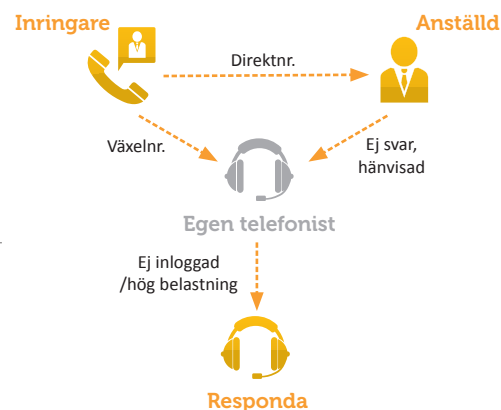 Inringare
Anställd
Direktnr.
Växelnr.
Ej svar,
hänvisad
Egen telefonist
Ej inloggad
/hög belastning
Responda